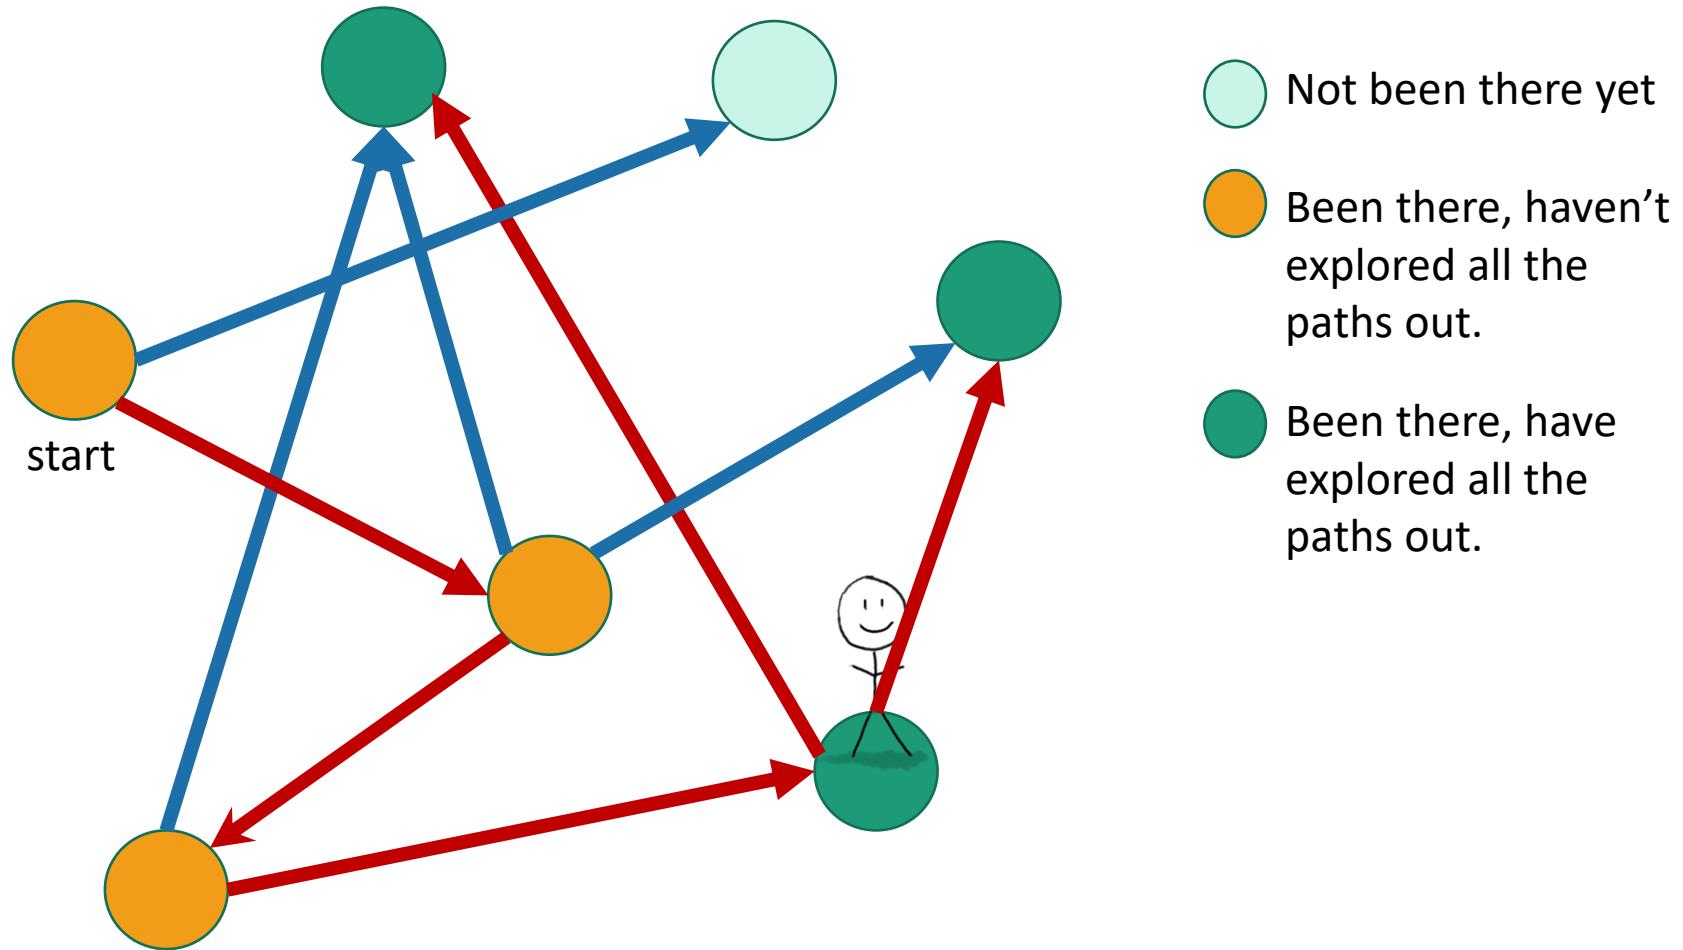 Not been there yet
Been there, haven’t
explored all the
paths out.
start
Been there, have
explored all the
paths out.